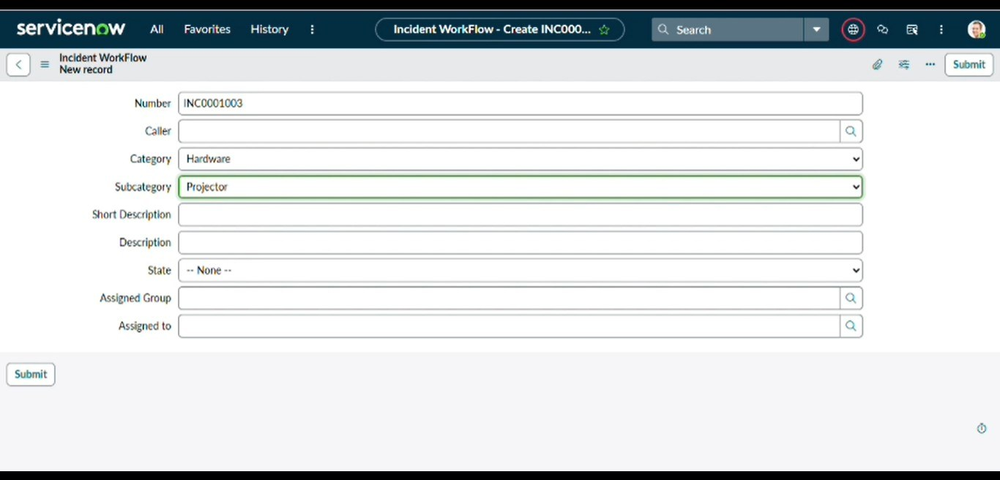 servicenow All Favorites History Incident WorkFlow - Create INC000... Search
Incident WorkFlow
New record
Submit
Number INC0001003
Caller
Category Hardware
Subcategory Projector
Short Description
Description
State -- None --
Assigned Group
Assigned to
Submit